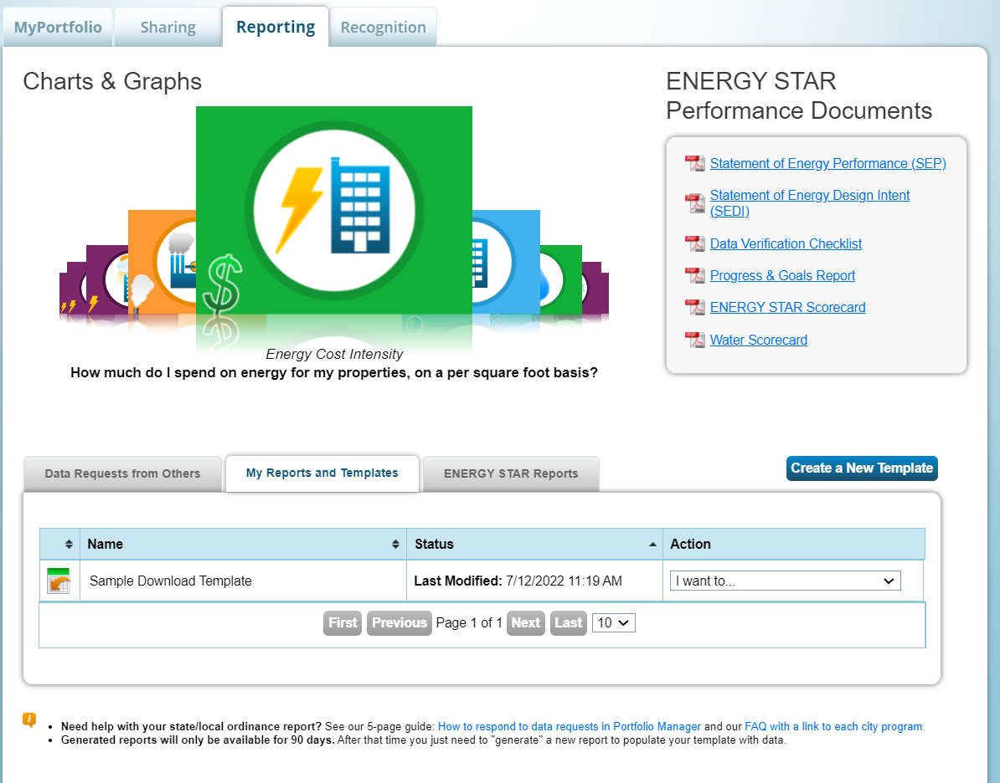 MyPortfolio
Sharing
Reporting
Recognition
Charts & Graphs
Energy Cost Intensity
How much do I spend on energy for my properties, on a per square foot basis?
ENERGY STAR
Performance Documents
Statement of Energy Performance (SEP)
Statement of Energy Design Intent
(SEDI)
Data Verification Checklist
Progress & Goals Report
ENERGY STAR Scorecard
Water Scorecard
Data Requests from Others
My Reports and Templates
ENERGY STAR Reports
Create a New Template
Name
Status
Action
Sample Download Template
Last Modified: 7/12/2022 11:19 AM
I want to...
First Previous Page 1 of 1 Next Last 10
• Need help with your state/local ordinance report? See our 5-page guide: How to respond to data requests in Portfolio Manager and our FAQ with a link to each city program.
• Generated reports will only be available for 90 days. After that time you just need to "generate" a new report to populate your template with data.